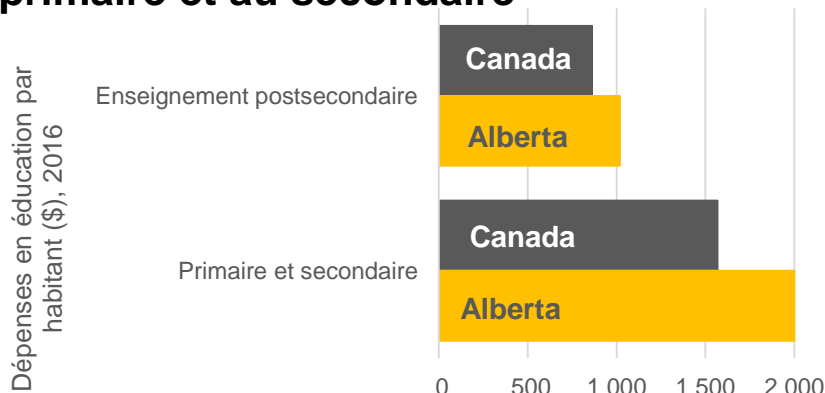 primaire et au secondaire
Dépenses en éducation par
habitant ($), 2016
Enseignement postsecondaire
Canada
Alberta
Primaire et secondaire
Canada
Alberta
0 500 1 000 1 500 2 000